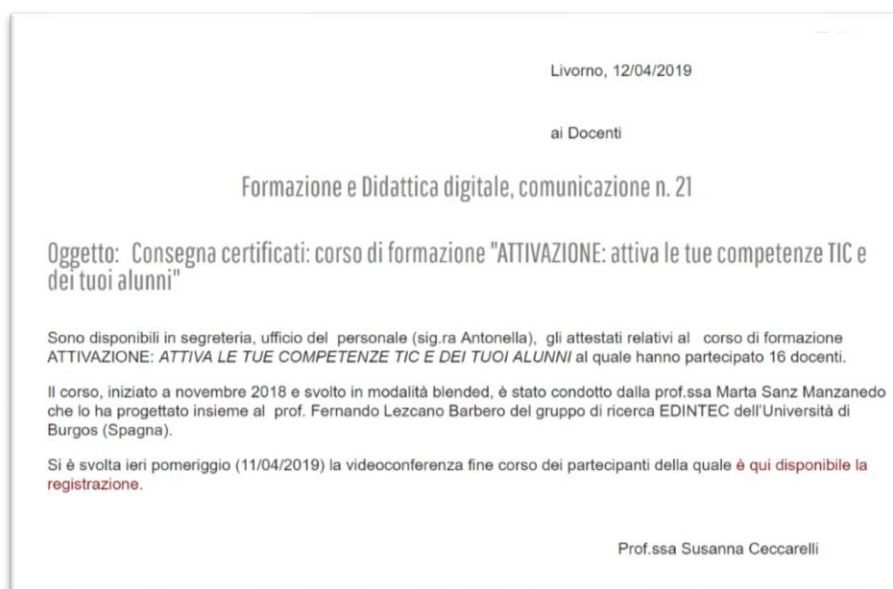 Livorno, 12/04/2019
ai Docenti
Formazione e Didattica digitale, comunicazione n. 21
Oggetto: Consegna certificati: corso di formazione "ATTIVAZIONE: attiva le tue competenze TIC e
dei tuoi alunni"
Sono disponibili in segreteria, ufficio del personale (sig.ra Antonella), gli attestati relativi al corso di formazione
ATTIVAZIONE: ATTIVA LE TUE COMPETENZE TIC E DEI TUOI ALUNNI al quale hanno partecipato 16 docenti.
Il corso, iniziato a novembre 2018 e svolto in modalità blended, è stato condotto dalla prof.ssa Marta Sanz Manzanedo
che lo ha progettato insieme al prof. Fernando Lezcano Barbero del gruppo di ricerca EDINTEC dell'Università di
Burgos (Spagna).
Si è svolta ieri pomeriggio (11/04/2019) la videoconferenza fine corso dei partecipanti della quale è qui disponibile la
registrazione.
Prof.ssa Susanna Ceccarelli